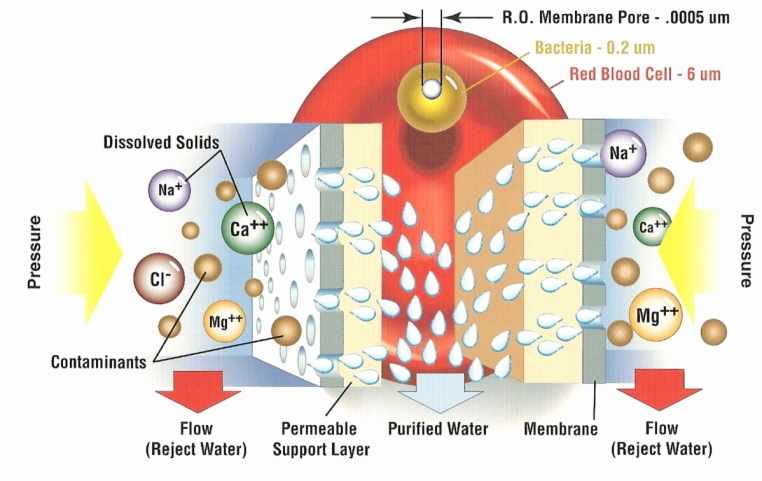 R.O. Membrane Pore - .0005 um
Bacteria - 0.2 um
Red Blood Cell - 6 um
Dissolved Solids
Na+
Ca++
Cl-
Mg++
Pressure
Contaminants
Na+
Ca++
Mg++
Pressure
Flow
(Reject Water)
Permeable
Support Layer
Purified Water
Membrane
Flow
(Reject Water)